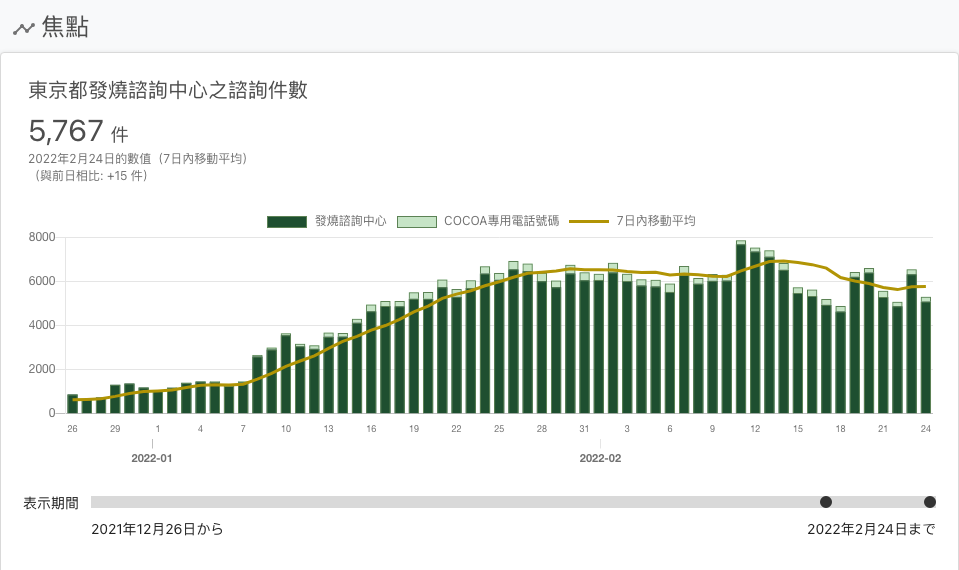 焦點
東京都發燒諮詢中心之諮詢件數
5,767 件
2022年2月24日的數值（7日內移動平均）
（與前日相比: +15 件）
發燒諮詢中心 COCOA專用電話號碼 7日內移動平均
8000
6000
4000
2000
0
26 29 1 4 7 10 13 16 19 22 25 28 31 3 6 9 12 15 18 21 24
2022-01 2022-02
表示期間
2021年12月26日から 2022年2月24日まで